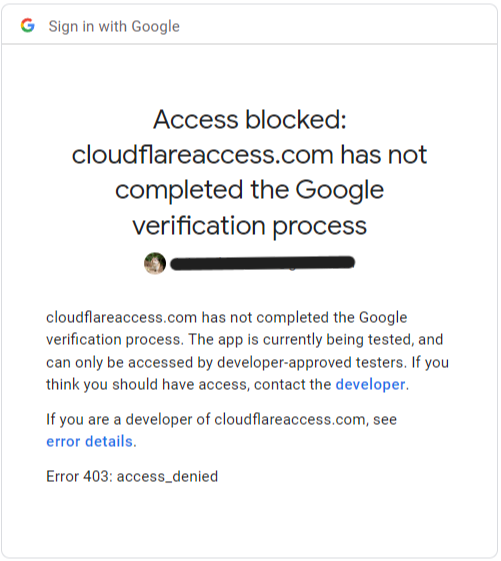 Sign in with Google
Access blocked:
cloudflareaccess.com has not
completed the Google
verification process
cloudflareaccess.com has not completed the Google
verification process. The app is currently being tested, and
can only be accessed by developer-approved testers. If you
think you should have access, contact the developer.
If you are a developer of cloudflareaccess.com, see
error details.
Error 403: access_denied